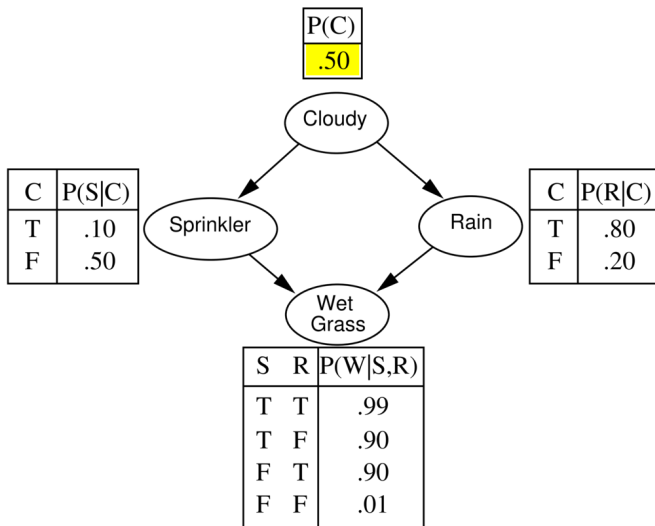 P(C)
.50
Cloudy
C P(S|C)
T .10
F .50
Sprinkler
Rain
C P(R|C)
T .80
F .20
Wet
Grass
S R P(W|S,R)
T T .99
T F .90
F T .90
F F .01